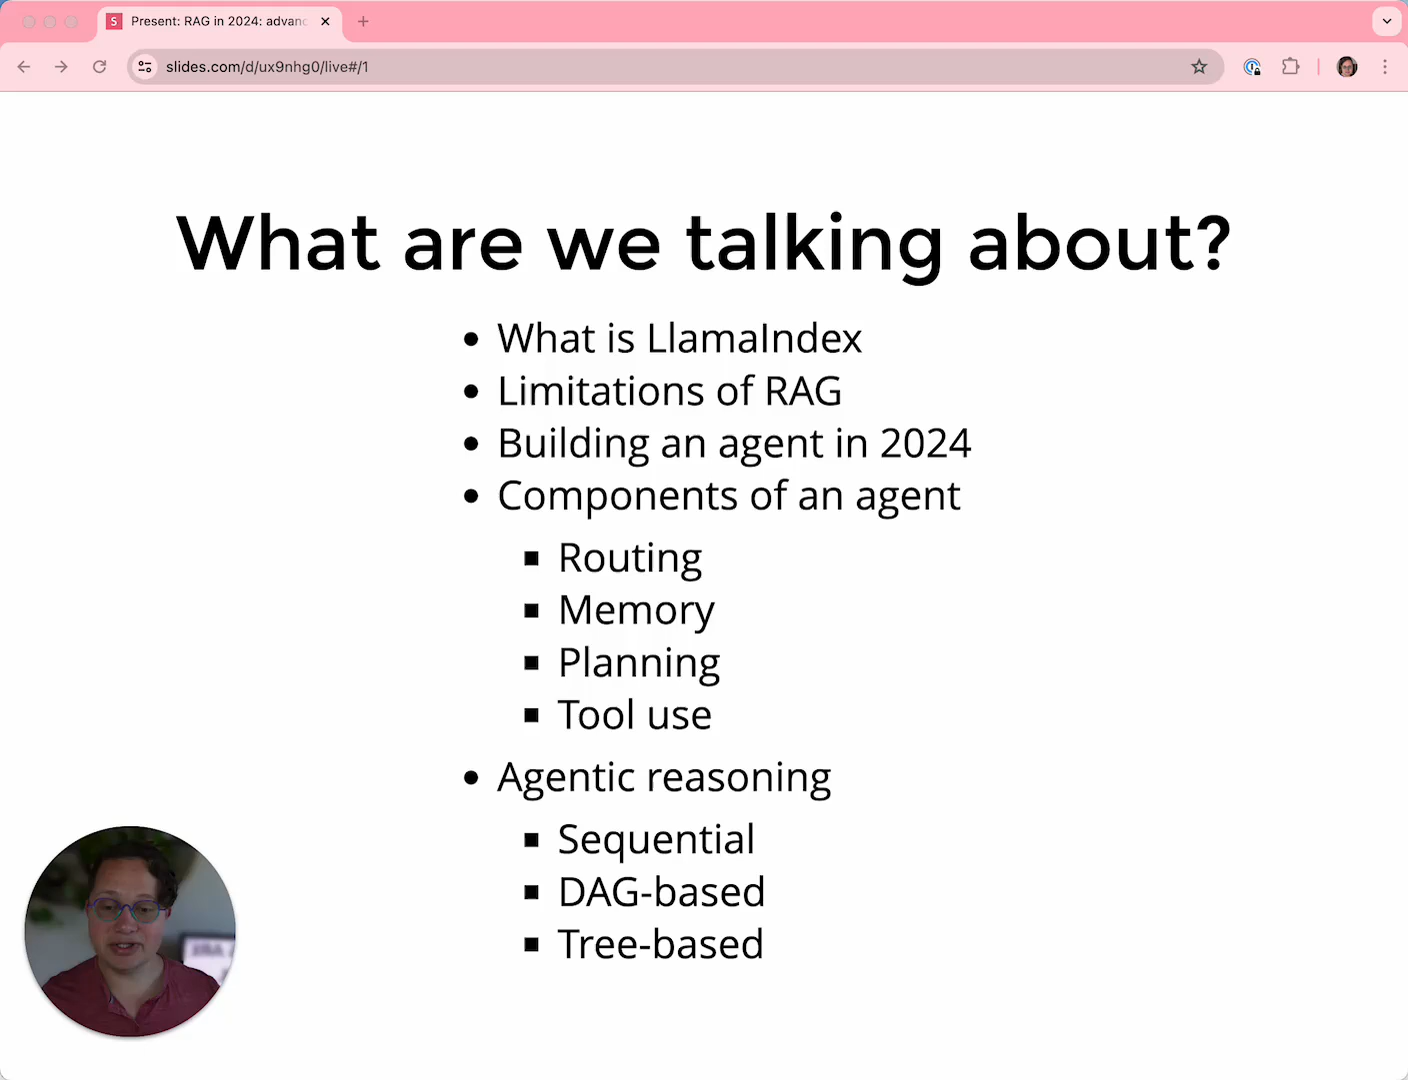 S Present: RAG in 2024: advanc
slides.com/d/ux9nhg0/live#/1
What are we talking about?
What is LlamaIndex
Limitations of RAG
Building an agent in 2024
Components of an agent
Routing
Memory
Planning
Tool use
Agentic reasoning
Sequential
DAG-based
Tree-based